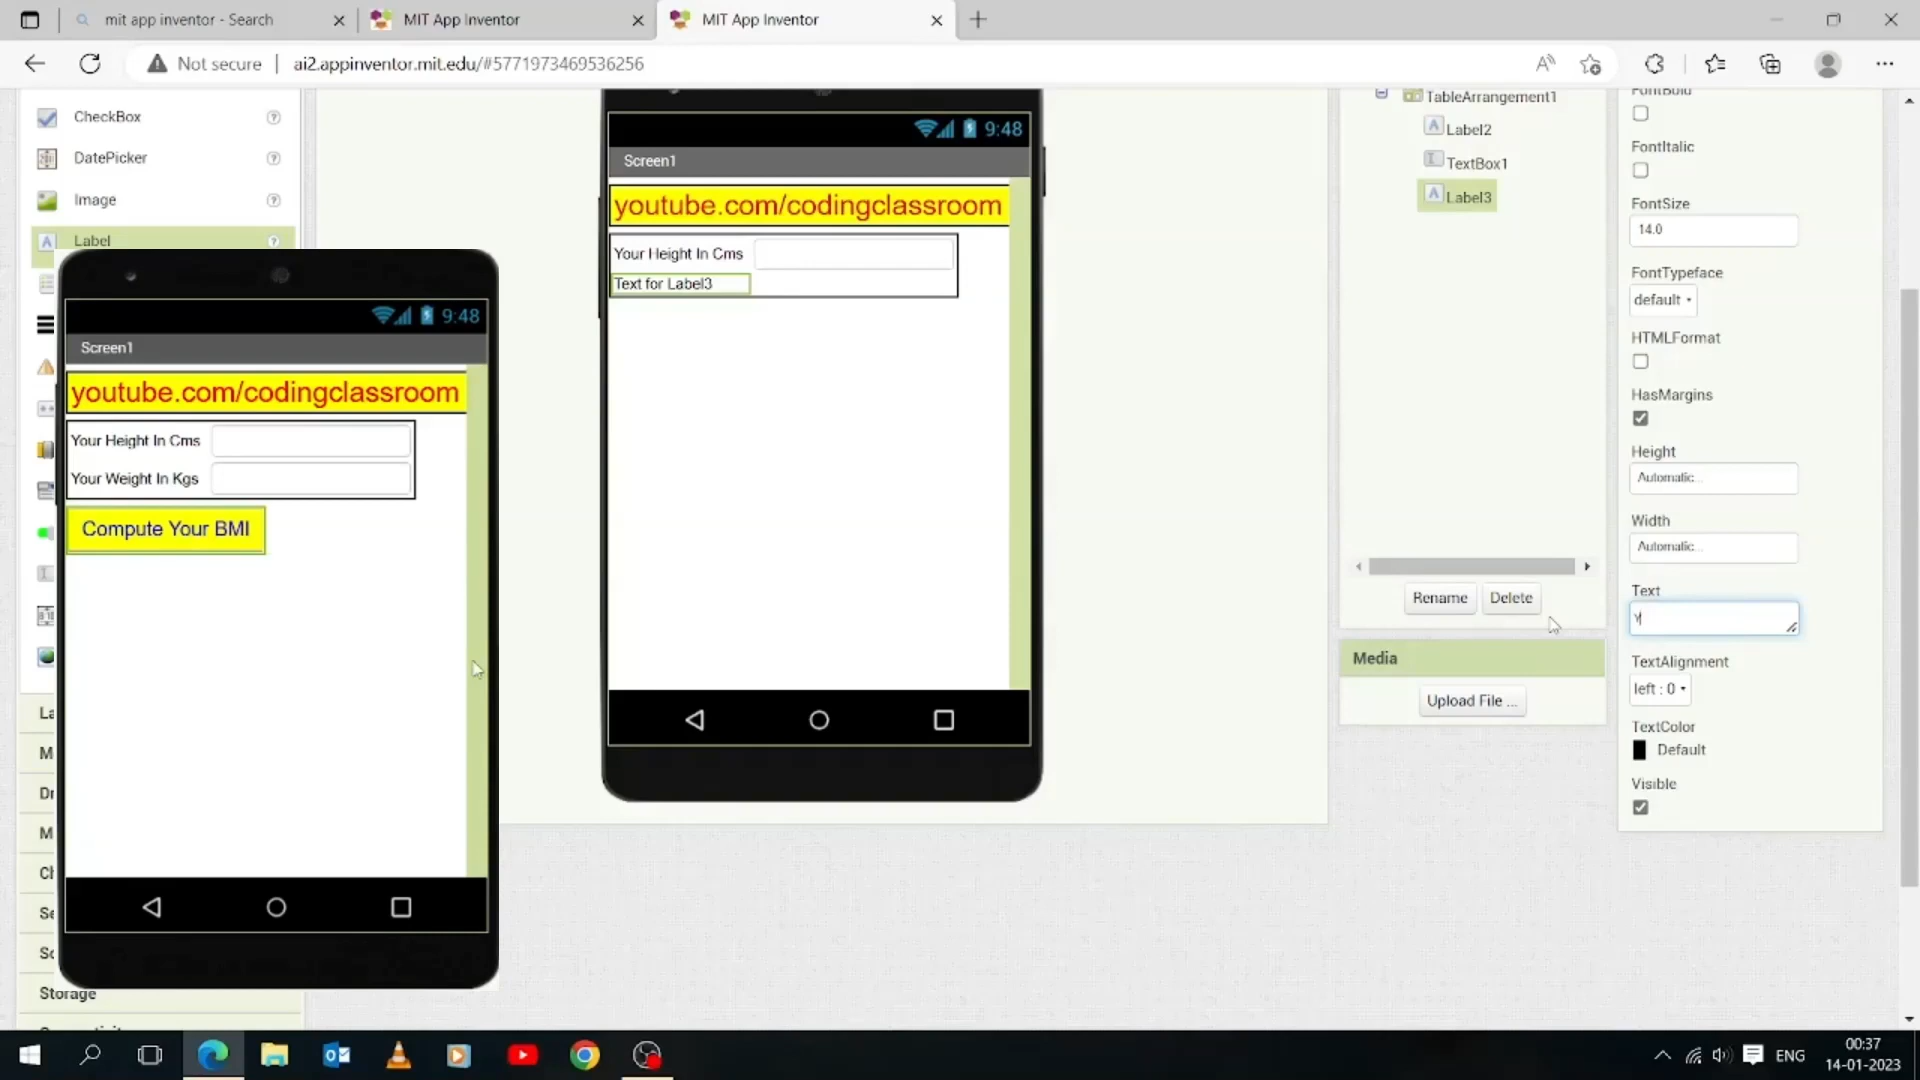 mit app inventor - Search
MIT App Inventor
MIT App Inventor
Not secure
ai2.appinventor.mit.edu/#5771973469536256
CheckBox
DatePicker
Image
Label
Storage
9:48
Screen1
youtube.com/codingclassroom
Your Height In Cms
Your Weight In Kgs
Compute Your BMI
9:48
Screen1
youtube.com/codingclassroom
Your Height In Cms
Text for Label3
TableArrangement1
Label2
TextBox1
Label3
Rename
Delete
Media
Upload File ...
FontBold
FontItalic
FontSize
14.0
FontTypeface
default
HTMLFormat
HasMargins
Height
Automatic...
Width
Automatic...
Text
Y
TextAlignment
left : 0
TextColor
Default
Visible
ENG
00:37
14-01-2023